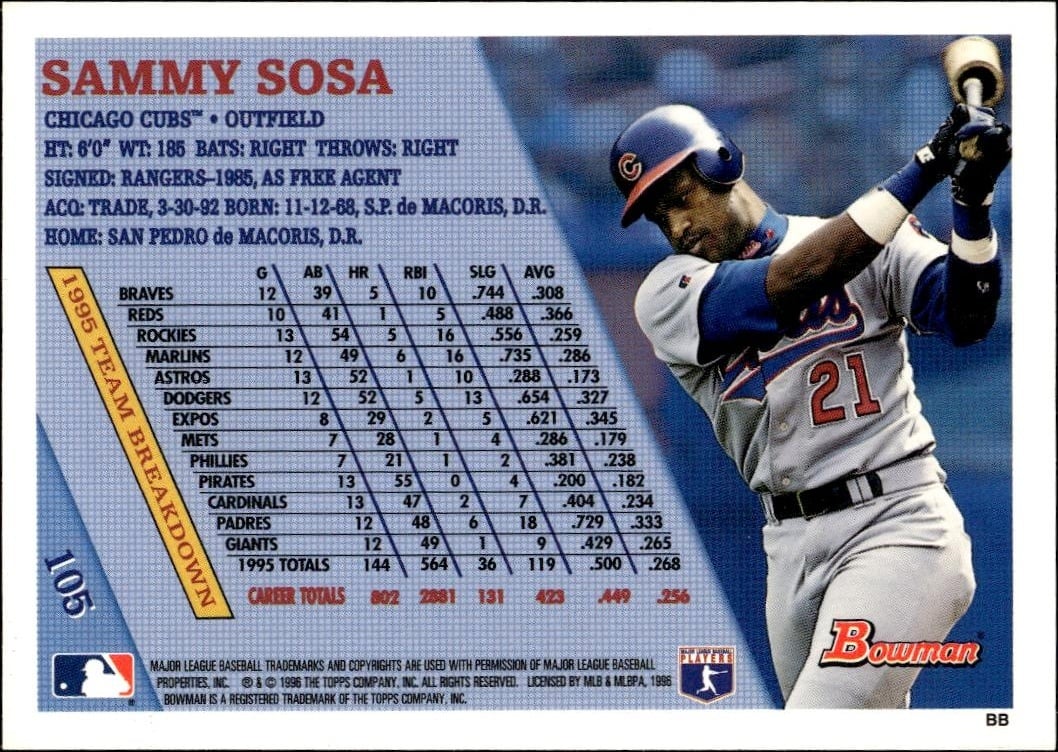 SAMMY SOSA
CHICAGO CUBS™ • OUTFIELD
HT: 6'0" WT: 185 BATS: RIGHT THROWS: RIGHT
SIGNED: RANGERS–1985, AS FREE AGENT
ACQ: TRADE, 3-30-92 BORN: 11-12-68, S.P. de MACORIS, D.R.
HOME: SAN PEDRO de MACORIS, D.R.
1995 TEAM BREAKDOWN
G AB HR RBI SLG AVG
BRAVES 12 39 5 10 .744 .308
REDS 10 41 1 5 .488 .366
ROCKIES 13 54 5 16 .556 .259
MARLINS 12 49 6 16 .735 .286
ASTROS 13 52 1 10 .288 .173
DODGERS 12 52 5 13 .654 .327
EXPOS 8 29 2 5 .621 .345
METS 7 28 1 4 .286 .179
PHILLIES 7 21 1 2 .381 .238
PIRATES 13 55 0 4 .200 .182
CARDINALS 13 47 2 7 .404 .234
PADRES 12 48 6 18 .729 .333
GIANTS 12 49 1 9 .429 .265
1995 TOTALS 144 564 36 119 .500 .268
CAREER TOTALS 802 2881 131 423 .449 .256
105
MAJOR LEAGUE BASEBALL TRADEMARKS AND COPYRIGHTS ARE USED WITH PERMISSION OF MAJOR LEAGUE BASEBALL
PROPERTIES, INC. ® & © 1996 THE TOPPS COMPANY, INC. ALL RIGHTS RESERVED. LICENSED BY MLB & MLBPA, 1996
BOWMAN IS A REGISTERED TRADEMARK OF THE TOPPS COMPANY, INC.
MAJOR LEAGUE BASEBALL
PLAYERS
C
21
Bowman®
BB